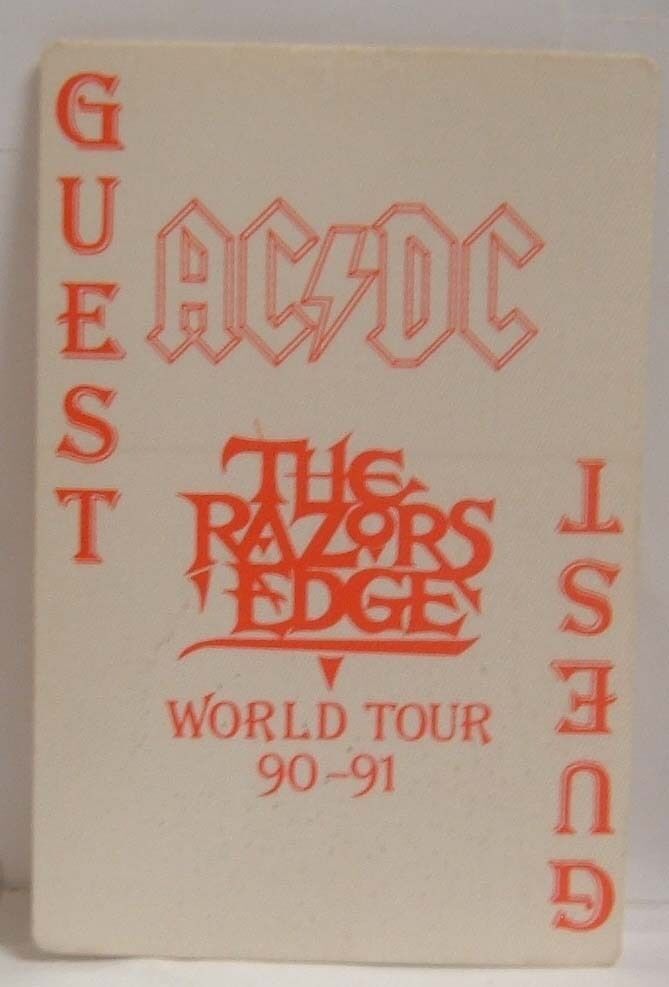 GUEST
AC⚡DC
THE
RAZORS
EDGE
WORLD TOUR
90-91
GUEST